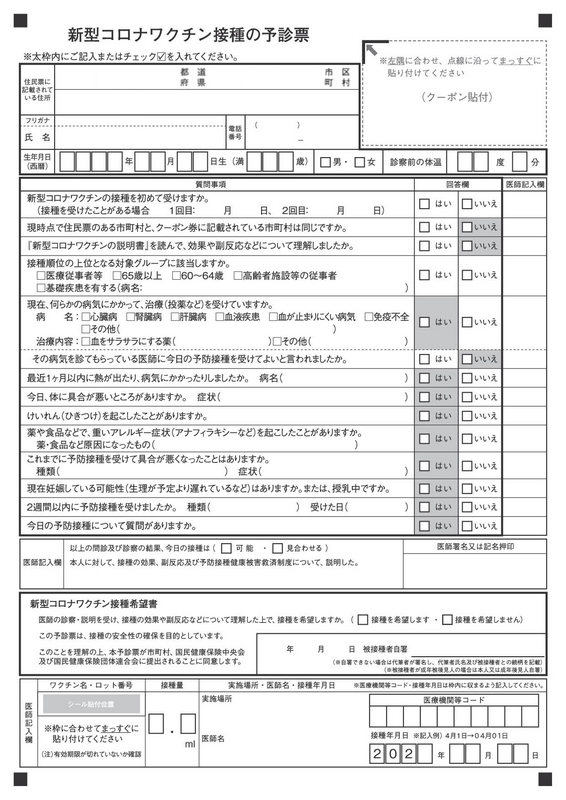 新型コロナワクチン接種の予診票
※太枠内にご記入またはチェック☑を入れてください。
住民票に
記載されて
いる住所
都 道
府 県
市 区
町 村
フリガナ
氏 名
電話
番号
( )
－
※左隅に合わせ、点線に沿ってまっすぐに
貼り付けてください
(クーポン貼付)
生年月日
(西暦)
年 月 日生 (満 歳) □男・□女 診察前の体温 度 分
質問事項 回答欄 医師記入欄
新型コロナワクチンの接種を初めて受けますか。
(接種を受けたことがある場合 1回目: 月 日、 2回目: 月 日)
□はい □いいえ
現時点で住民票のある市町村と、クーポン券に記載されている市町村は同じですか。 □はい □いいえ
『新型コロナワクチンの説明書』を読んで、効果や副反応などについて理解しましたか。 □はい □いいえ
接種順位の上位となる対象グループに該当しますか。
□医療従事者等 □65歳以上 □60～64歳 □高齢者施設等の従事者
□基礎疾患を有する(病名: )
□はい □いいえ
現在、何らかの病気にかかって、治療(投薬など)を受けていますか。
病 名:□心臓病 □腎臓病 □肝臓病 □血液疾患 □血が止まりにくい病気 □免疫不全
□その他( )
治療内容:□血をサラサラにする薬( )□その他( )
□はい □いいえ
その病気を診てもらっている医師に今日の予防接種を受けてよいと言われましたか。 □はい □いいえ
最近1ヶ月以内に熱が出たり、病気にかかったりしましたか。 病名( ) □はい □いいえ
今日、体に具合が悪いところがありますか。 症状( ) □はい □いいえ
けいれん(ひきつけ)を起こしたことがありますか。 □はい □いいえ
薬や食品などで、重いアレルギー症状(アナフィラキシーなど)を起こしたことがありますか。
薬・食品など原因になったもの( )
□はい □いいえ
これまでに予防接種を受けて具合が悪くなったことはありますか。
種類( ) 症状( )
□はい □いいえ
現在妊娠している可能性(生理が予定より遅れているなど)はありますか。または、授乳中ですか。 □はい □いいえ
2週間以内に予防接種を受けましたか。 種類( ) 受けた日( ) □はい □いいえ
今日の予防接種について質問がありますか。 □はい □いいえ
医師記入欄
以上の問診及び診察の結果、今日の接種は(□可 能 ・ □見合わせる)
本人に対して、接種の効果、副反応及び予防接種健康被害救済制度について、説明した。
医師署名又は記名押印
新型コロナワクチン接種希望書
医師の診察・説明を受け、接種の効果や副反応などについて理解した上で、接種を希望しますか。(□接種を希望します ・ □接種を希望しません)
この予診票は、接種の安全性の確保を目的としています。
このことを理解の上、本予診票が市町村、国民健康保険中央会
及び国民健康保険団体連合会に提出されることに同意します。
年 月 日 被接種者自署
(※自署できない場合は代筆者が署名し、代筆者氏名及び被接種者との続柄を記載)
(※被接種者が成年被後見人の場合は本人又は成年後見人自署)
医師記入欄
ワクチン名・ロット番号 接種量 実施場所・医師名・接種年月日 ※医療機関等コード・接種年月日は枠内に収まるよう記入してください。
シール貼付位置
※枠に合わせてまっすぐに
貼り付けてください
(注)有効期限が切れていないか確認
. ml
実施場所
医師名
医療機関等コード
接種年月日 ※記入例)4月1日→04月01日
2 0 2 年 月 日